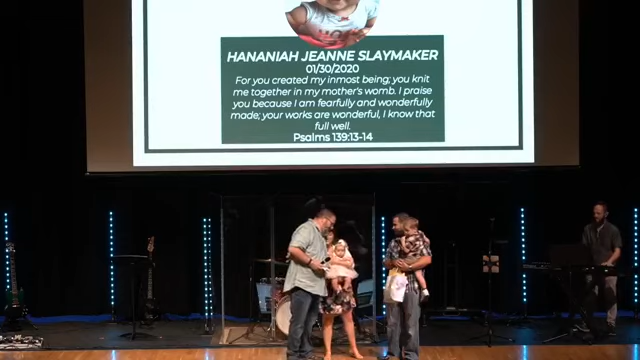 HANANIAH JEANNE SLAYMAKER
01/30/2020
For you created my inmost being; you knit
me together in my mother's womb. I praise
you because I am fearfully and wonderfully
made; your works are wonderful, I know that
full well.
Psalms 139:13-14